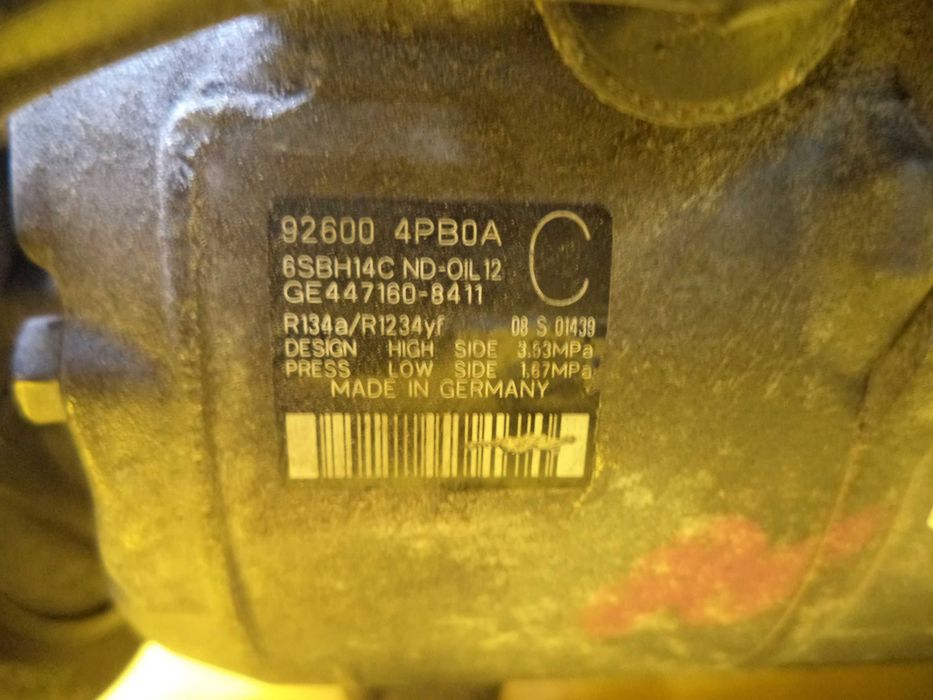 92600 4PB0A C
6SBH14C ND-OIL12
GE447160-8411
R134a/R1234yf 08 S 01439
DESIGN HIGH SIDE 3.53MPa
PRESS LOW SIDE 1.67MPa
MADE IN GERMANY